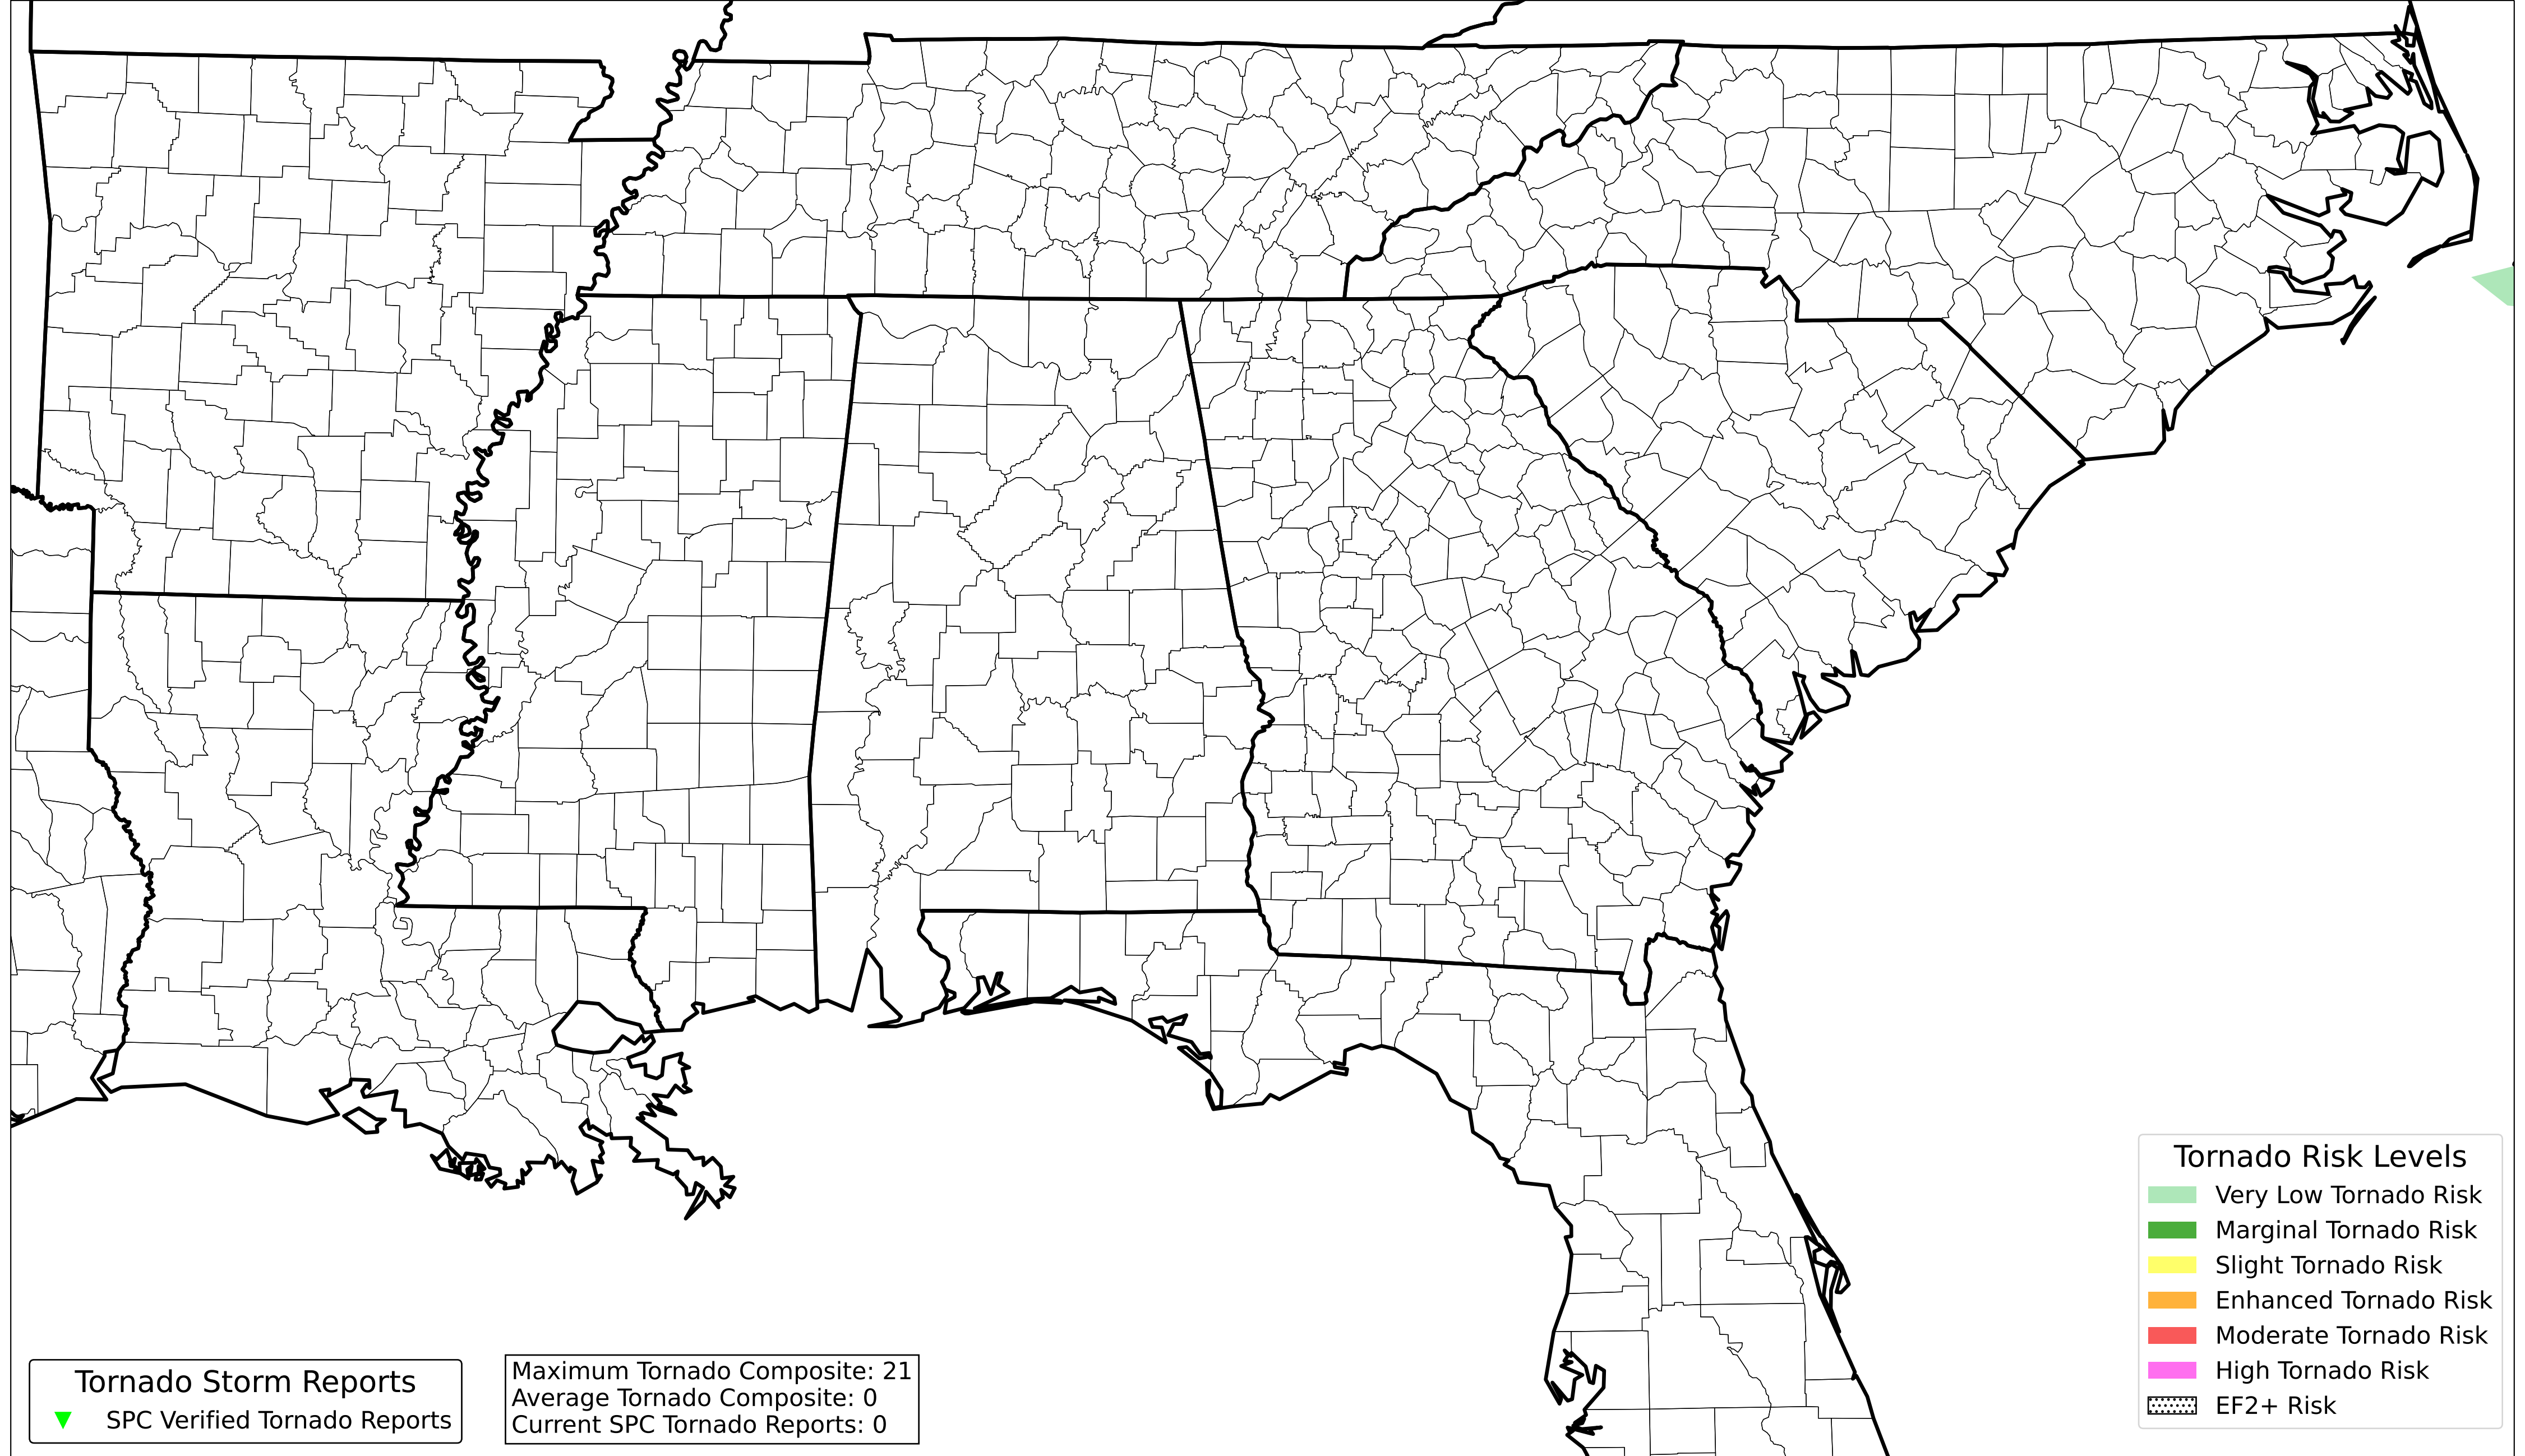 Tornado Risk Levels
Very Low Tornado Risk
Marginal Tornado Risk
Slight Tornado Risk
Enhanced Tornado Risk
Moderate Tornado Risk
High Tornado Risk
EF2+ Risk
Tornado Storm Reports
SPC Verified Tornado Reports
Maximum Tornado Composite: 21
Average Tornado Composite: 0
Current SPC Tornado Reports: 0